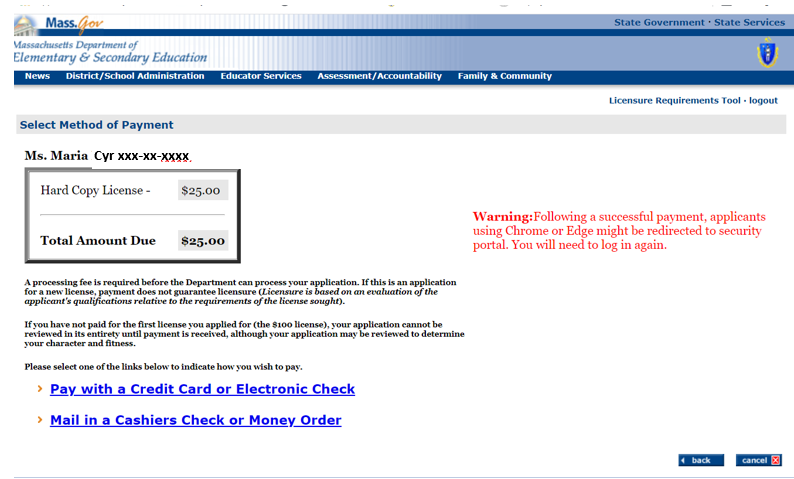 Mass.Gov
State Government · State Services
Massachusetts Department of
Elementary & Secondary Education
News District/School Administration Educator Services Assessment/Accountability Family & Community
Licensure Requirements Tool · logout
Select Method of Payment
Ms. Maria Cyr xxx-xx-xxxx
Hard Copy License - $25.00
Total Amount Due $25.00
Warning:Following a successful payment, applicants
using Chrome or Edge might be redirected to security
portal. You will need to log in again.
A processing fee is required before the Department can process your application. If this is an application
for a new license, payment does not guarantee licensure (Licensure is based on an evaluation of the
applicant's qualifications relative to the requirements of the license sought).
If you have not paid for the first license you applied for (the $100 license), your application cannot be
reviewed in its entirety until payment is received, although your application may be reviewed to determine
your character and fitness.
Please select one of the links below to indicate how you wish to pay.
Pay with a Credit Card or Electronic Check
Mail in a Cashiers Check or Money Order
back cancel